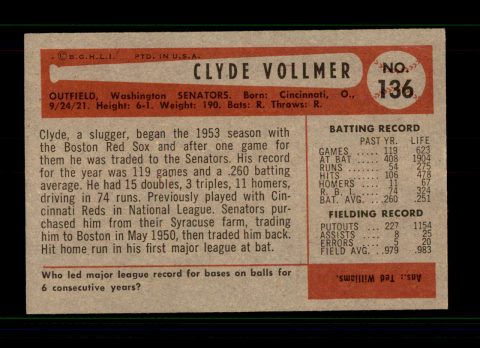 ©B.G.H.L.I. PTD. IN U.S.A.
CLYDE VOLLMER
NO.
136
OUTFIELD, Washington SENATORS. Born: Cincinnati, O.,
9/24/21. Height: 6-1. Weight: 190. Bats: R. Throws: R.
Clyde, a slugger, began the 1953 season with
the Boston Red Sox and after one game for
them he was traded to the Senators. His record
for the year was 119 games and a .260 batting
average. He had 15 doubles, 3 triples, 11 homers,
driving in 74 runs. Previously played with Cin-
cinnati Reds in National League. Senators pur-
chased him from their Syracuse farm, trading
him to Boston in May 1950, then traded him back.
Hit home run in his first major league at bat.
BATTING RECORD
PAST YR. LIFE
GAMES 119 623
AT BAT 408 1904
RUNS 54 275
HITS 106 478
HOMERS 11 67
R. B. I. 74 324
BAT. AVG. .260 .251
FIELDING RECORD
PUTOUTS 227 1154
ASSISTS 8 25
ERRORS 5 20
FIELD AVG. .979 .983
Who led major league record for bases on balls for
6 consecutive years?
Ans.: Ted Williams.